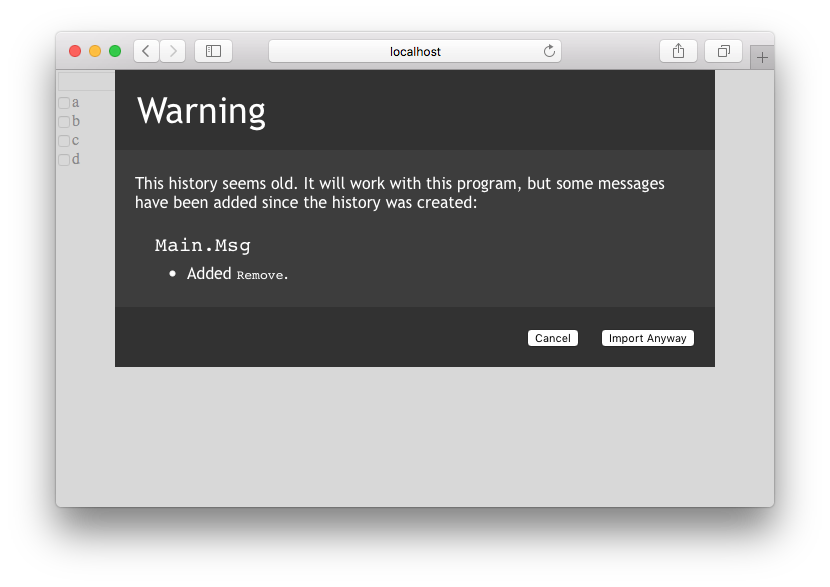 localhost
a
b
c
d
Warning
This history seems old. It will work with this program, but some messages
have been added since the history was created:
Main.Msg
• Added Remove.
Cancel
Import Anyway